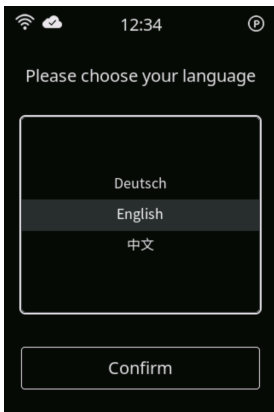 12:34
P
Please choose your language
Deutsch
English
中文
Confirm